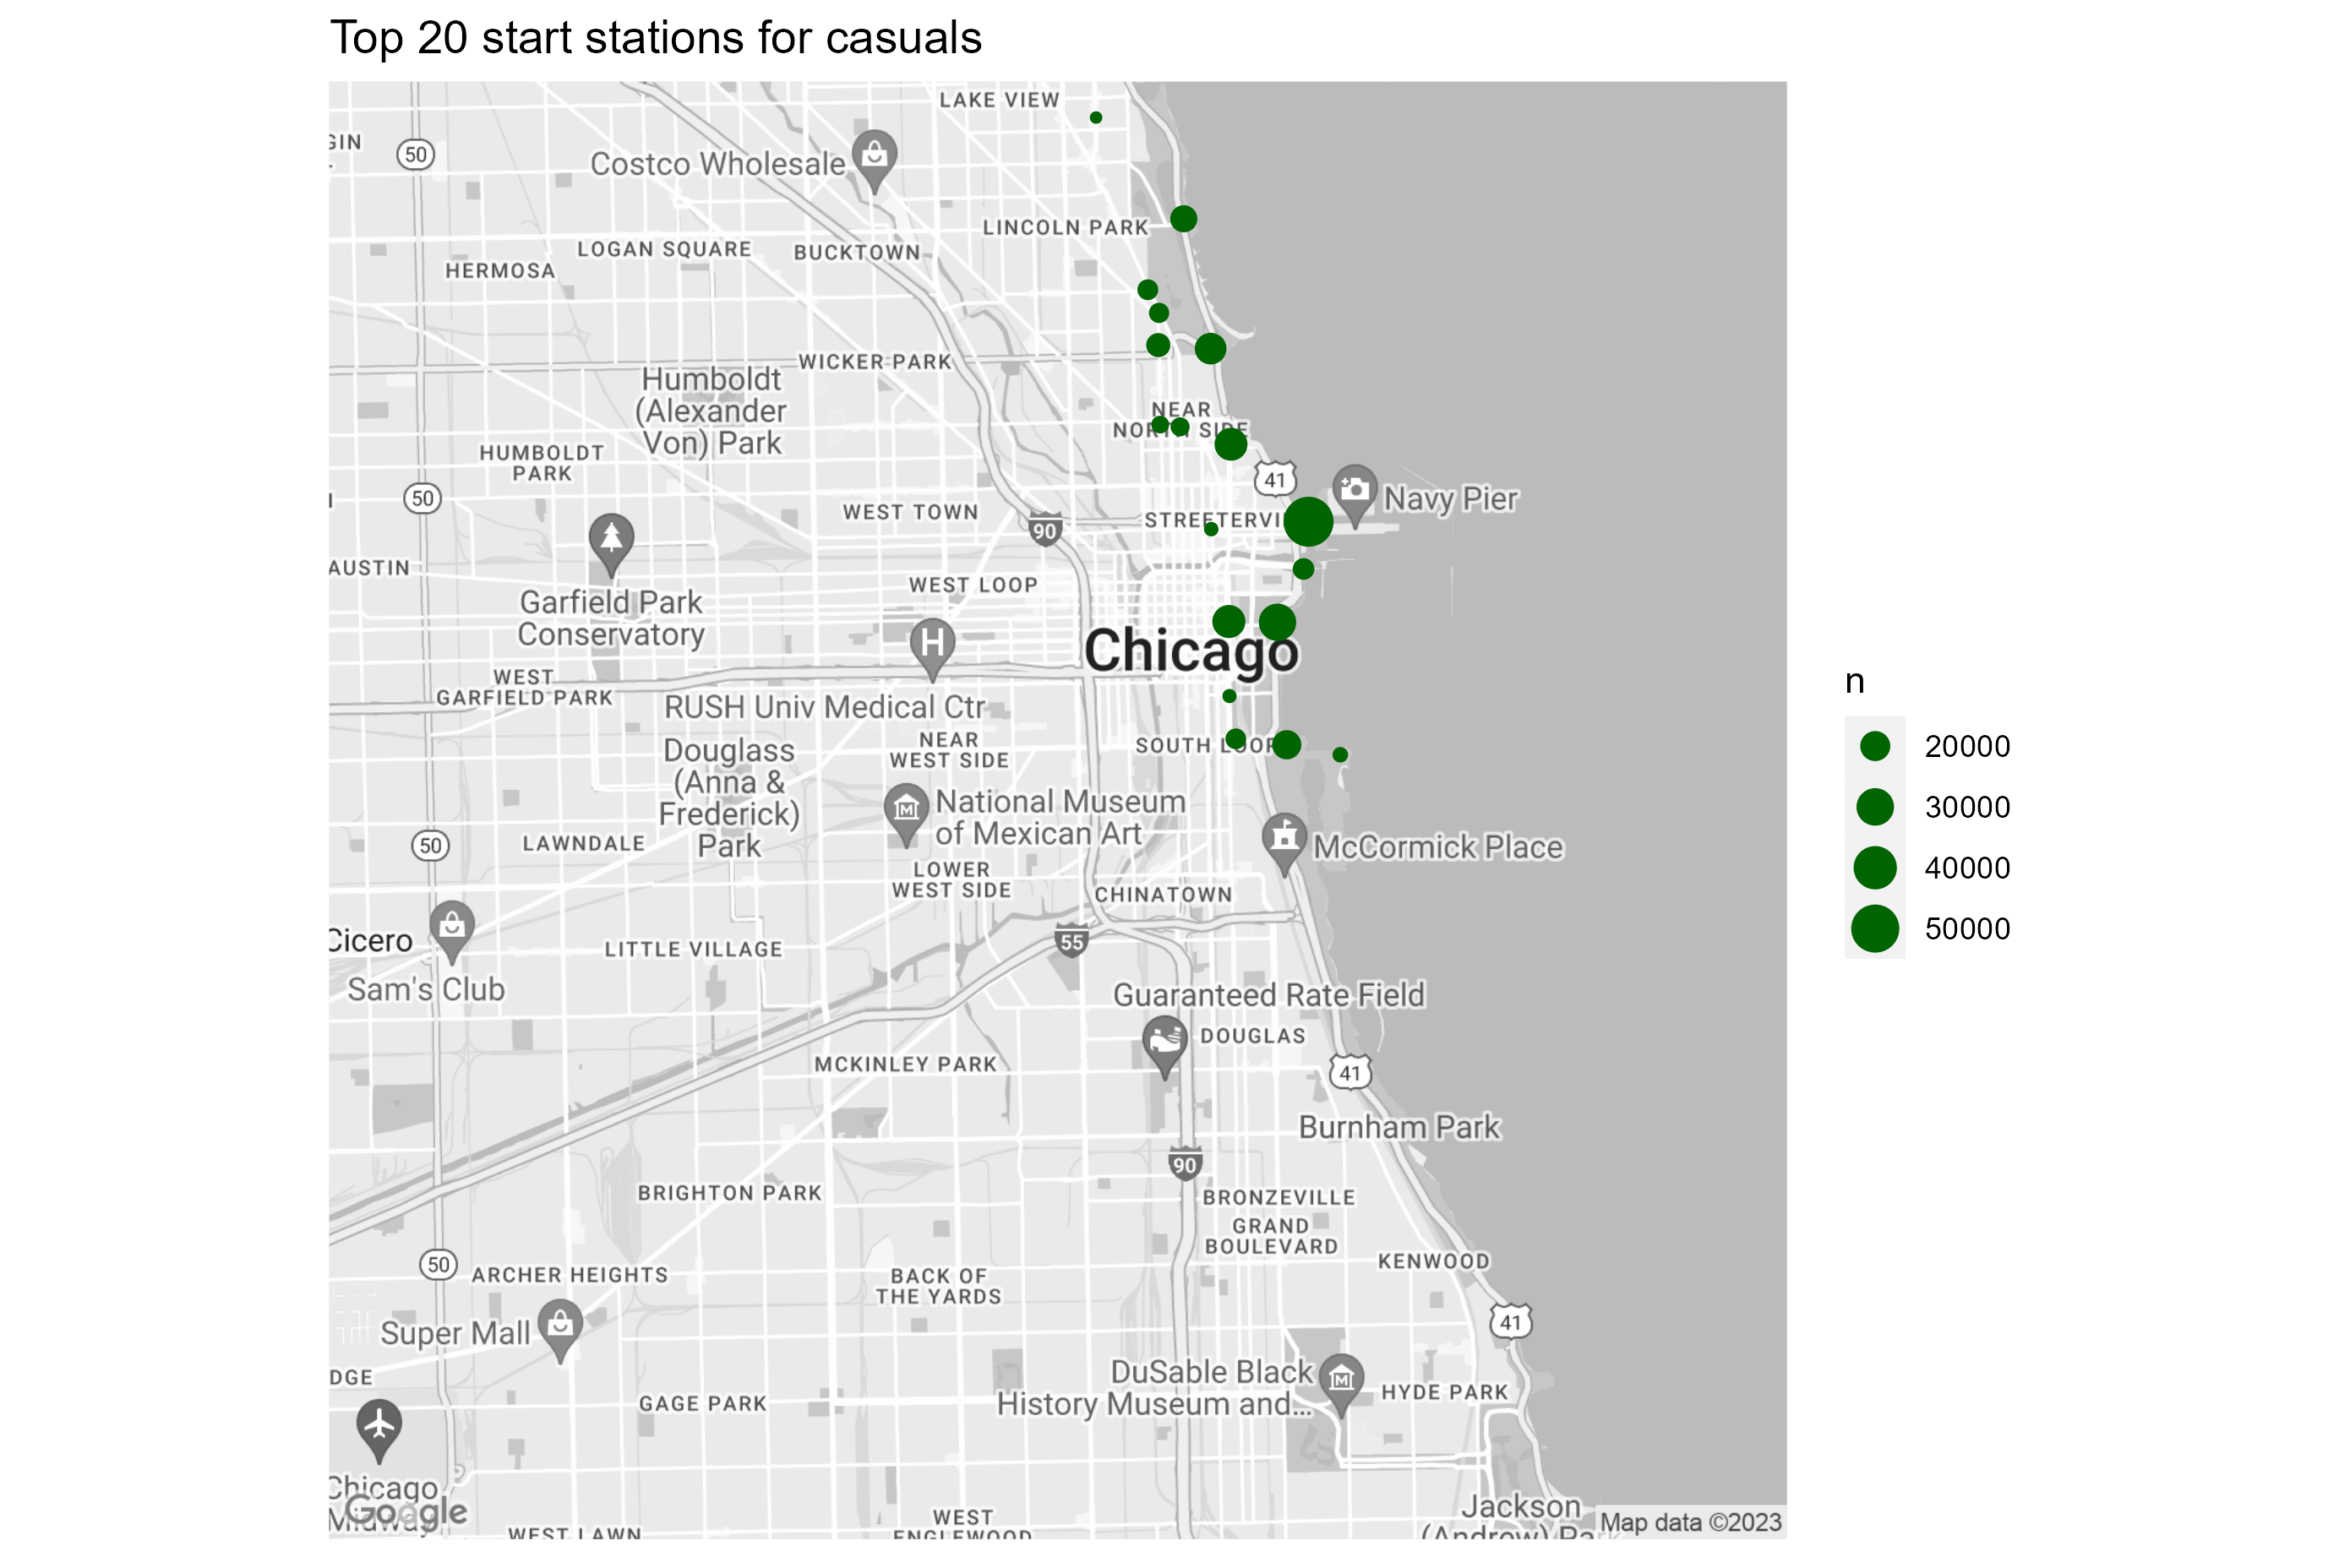 Top 20 start stations for casuals
LAKE VIEW
GIN
50
Costco Wholesale
LINCOLN PARK
LOGAN SQUARE
BUCKTOWN
HERMOSA
WICKER PARK
Humboldt
(Alexander
Von) Park
NEAR
NORTH SIDE
HUMBOLDT
PARK
41
50
Navy Pier
WEST TOWN
STREETERVI
90
AUSTIN
WEST LOOP
Garfield Park
Conservatory
Chicago
WEST
GARFIELD PARK
RUSH Univ Medical Ctr
n
NEAR
WEST SIDE
SOUTH LOOP
20000
Douglass
(Anna &
Frederick)
Park
National Museum
of Mexican Art
30000
50
LAWNDALE
McCormick Place
40000
LOWER
WEST SIDE
CHINATOWN
50000
Cicero
LITTLE VILLAGE
55
Sam's Club
Guaranteed Rate Field
DOUGLAS
MCKINLEY PARK
41
Burnham Park
90
BRIGHTON PARK
BRONZEVILLE
GRAND
BOULEVARD
50
KENWOOD
ARCHER HEIGHTS
BACK OF
THE YARDS
41
Super Mall
DGE
DuSable Black
History Museum and...
HYDE PARK
GAGE PARK
Chicago
Midway
Google
WEST LAWN
WEST
ENGLEWOOD
Jackson
(Andrew) Par
Map data ©2023